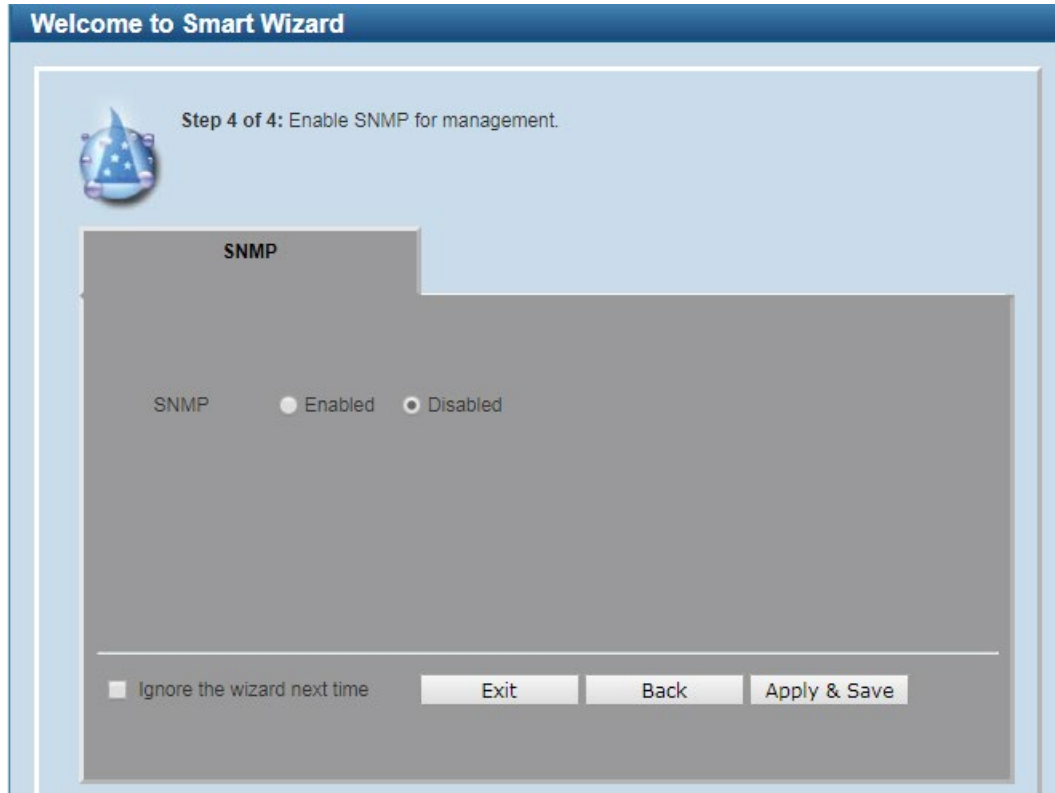 Welcome to Smart Wizard
Step 4 of 4: Enable SNMP for management.
SNMP
SNMP Enabled Disabled
Ignore the wizard next time Exit Back Apply & Save